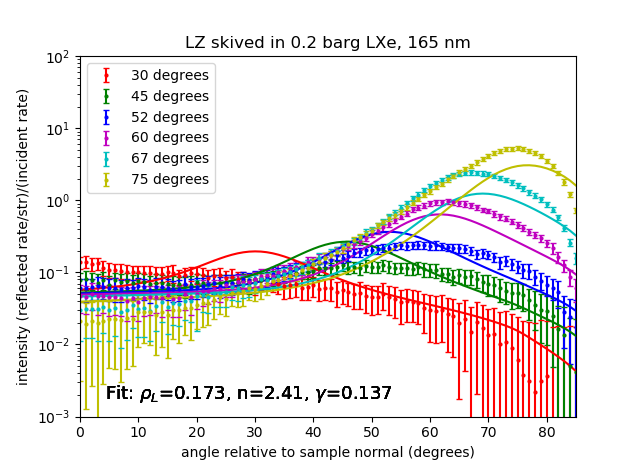 LZ skived in 0.2 barg LXe, 165 nm
intensity (reflected rate/str)/(incident rate)
10²
10¹
10⁰
10⁻¹
10⁻²
10⁻³
30 degrees
45 degrees
52 degrees
60 degrees
67 degrees
75 degrees
Fit: ρ_L=0.173, n=2.41, γ=0.137
0 10 20 30 40 50 60 70 80
angle relative to sample normal (degrees)